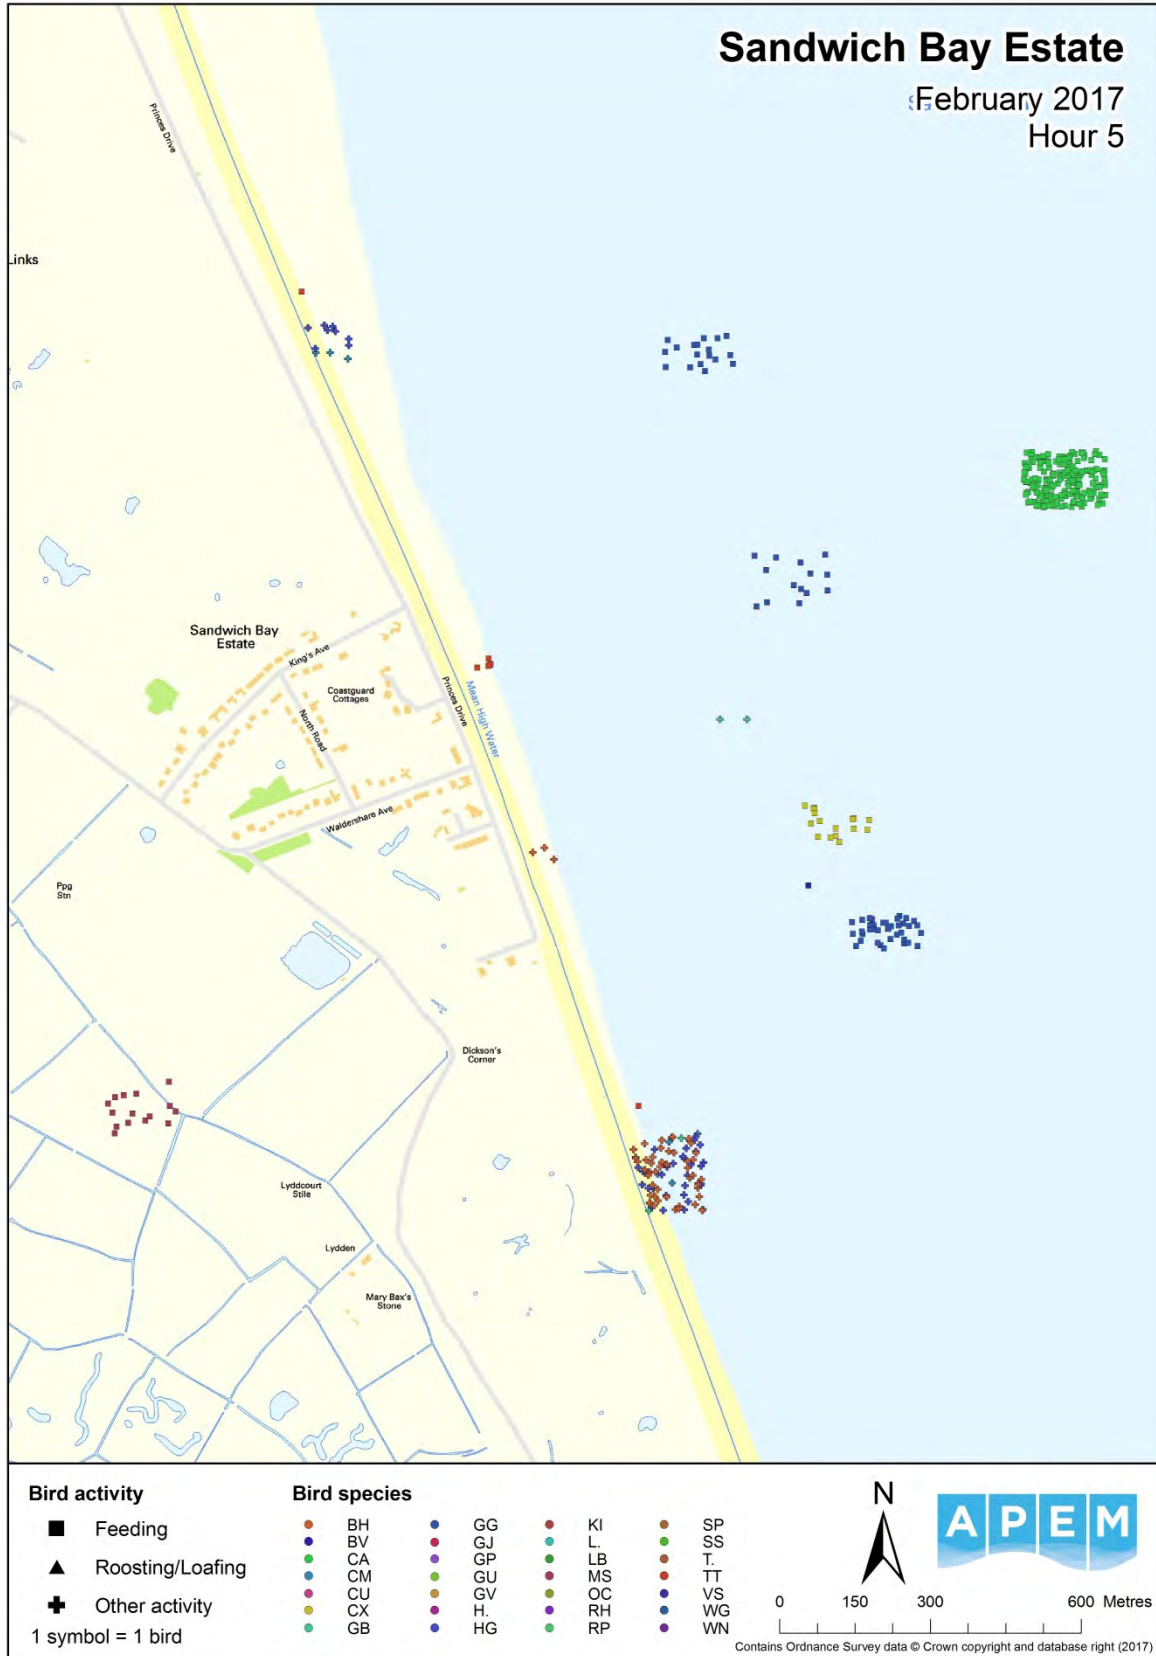 Sandwich Bay Estate
February 2017
Hour 5
Princes Drive
Links
Sandwich Bay
Estate
King's Ave
Coastguard
Cottages
North Road
Princes Drive
Mean High Water
Waldershare Ave
Ppg
Stn
Dickson's
Corner
Lyddcourt
Stile
Lydden
Mary Bax's
Stone
Bird activity
Feeding
Roosting/Loafing
Other activity
1 symbol = 1 bird
Bird species
BH GG KI SP
BV GJ L. SS
CA GP LB T.
CM GU MS TT
CU GV OC VS
CX H. RH WG
GB HG RP WN
N
APEM
0 150 300 600 Metres
Contains Ordnance Survey data © Crown copyright and database right (2017)